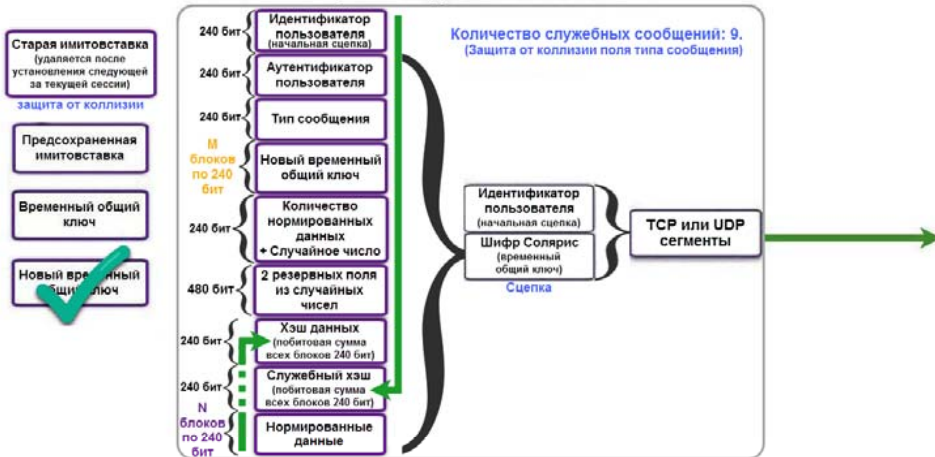 Старая имитовставка
(удаляется после
установления следующей
за текущей сессии)
защита от коллизии
Предсохраненная
имитовставка
Временный общий
ключ
Новый временный
общий ключ
240 бит
Идентификатор
пользователя
(начальная сцепка)
240 бит
Аутентификатор
пользователя
240 бит
Тип сообщения
М
блоков
по 240
бит
Новый временный
общий ключ
240 бит
Количество
нормированных
данных
+ Случайное число
480 бит
2 резервных поля
из случайных
чисел
240 бит
Хэш данных
(побитовая сумма
всех блоков 240 бит)
240 бит
Служебный хэш
(побитовая сумма
всех блоков 240 бит)
N
блоков
по 240
бит
Нормированные
данные
Количество служебных сообщений: 9.
(Защита от коллизии поля типа сообщения)
Идентификатор
пользователя
(начальная сцепка)
Шифр Солярис
(временный
общий ключ)
Сцепка
TCP или UDP
сегменты